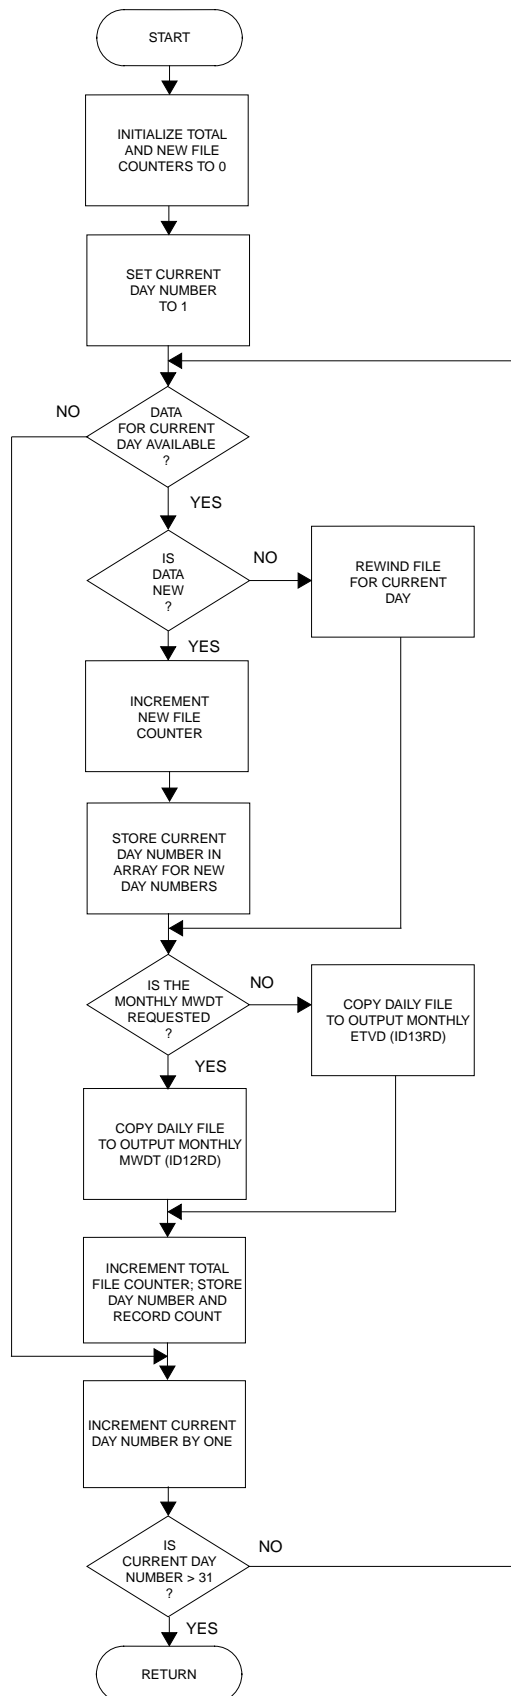 START
INITIALIZE TOTAL
AND NEW FILE
COUNTERS TO 0
SET CURRENT
DAY NUMBER
TO 1
NO
DATA
FOR CURRENT
DAY AVAILABLE
?
YES
IS
DATA
NEW
?
NO
REWIND FILE
FOR CURRENT
DAY
YES
INCREMENT
NEW FILE
COUNTER
STORE CURRENT
DAY NUMBER IN
ARRAY FOR NEW
DAY NUMBERS
IS THE
MONTHLY MWDT
REQUESTED
?
NO
COPY DAILY FILE
TO OUTPUT MONTHLY
ETVD (ID13RD)
YES
COPY DAILY FILE
TO OUTPUT MONTHLY
MWDT (ID12RD)
INCREMENT TOTAL
FILE COUNTER; STORE
DAY NUMBER AND
RECORD COUNT
INCREMENT CURRENT
DAY NUMBER BY ONE
IS
CURRENT DAY
NUMBER > 31
?
NO
YES
RETURN